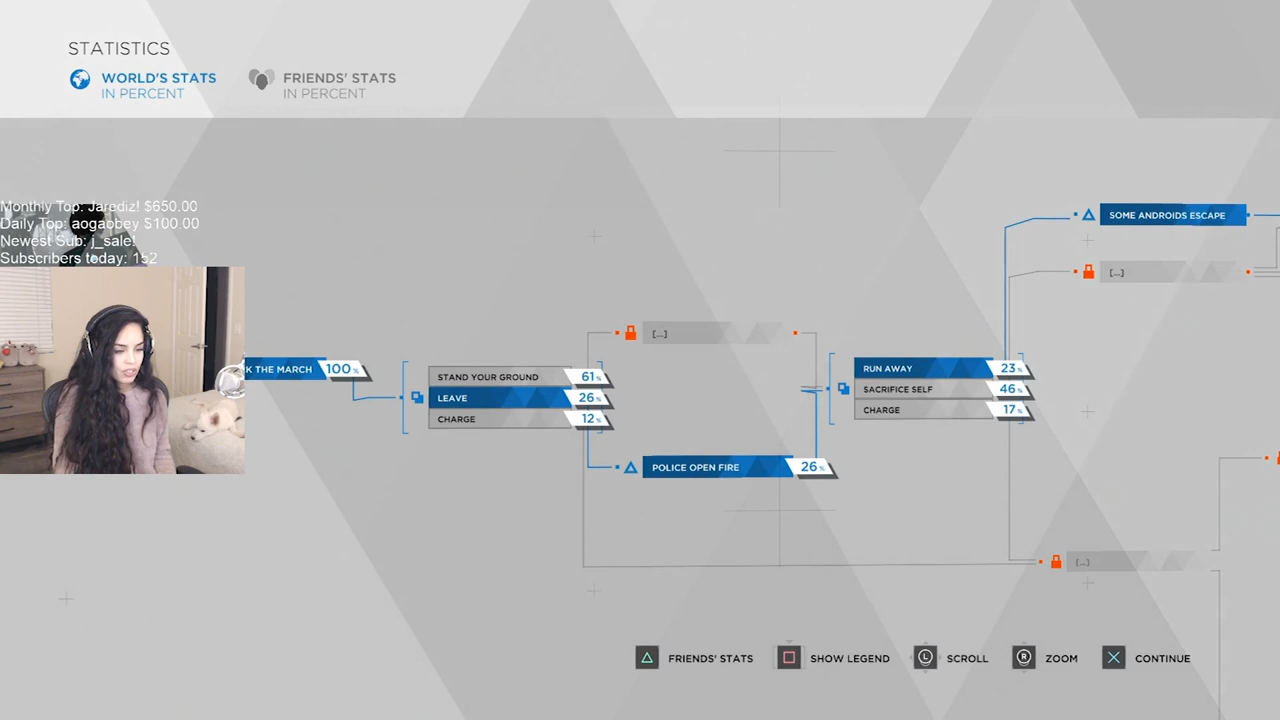 STATISTICS
WORLD'S STATS
IN PERCENT
FRIENDS' STATS
IN PERCENT
Monthly Top: Jarediz! $650.00
Daily Top: aogaobey $100.00
Newest Sub: j_sale!
Subscribers today: 152
K THE MARCH 100%
STAND YOUR GROUND 61%
LEAVE 26%
CHARGE 12%
[...]
POLICE OPEN FIRE 26%
RUN AWAY 23%
SACRIFICE SELF 46%
CHARGE 17%
SOME ANDROIDS ESCAPE
[...]
[...]
FRIENDS' STATS
SHOW LEGEND
L SCROLL
R ZOOM
CONTINUE